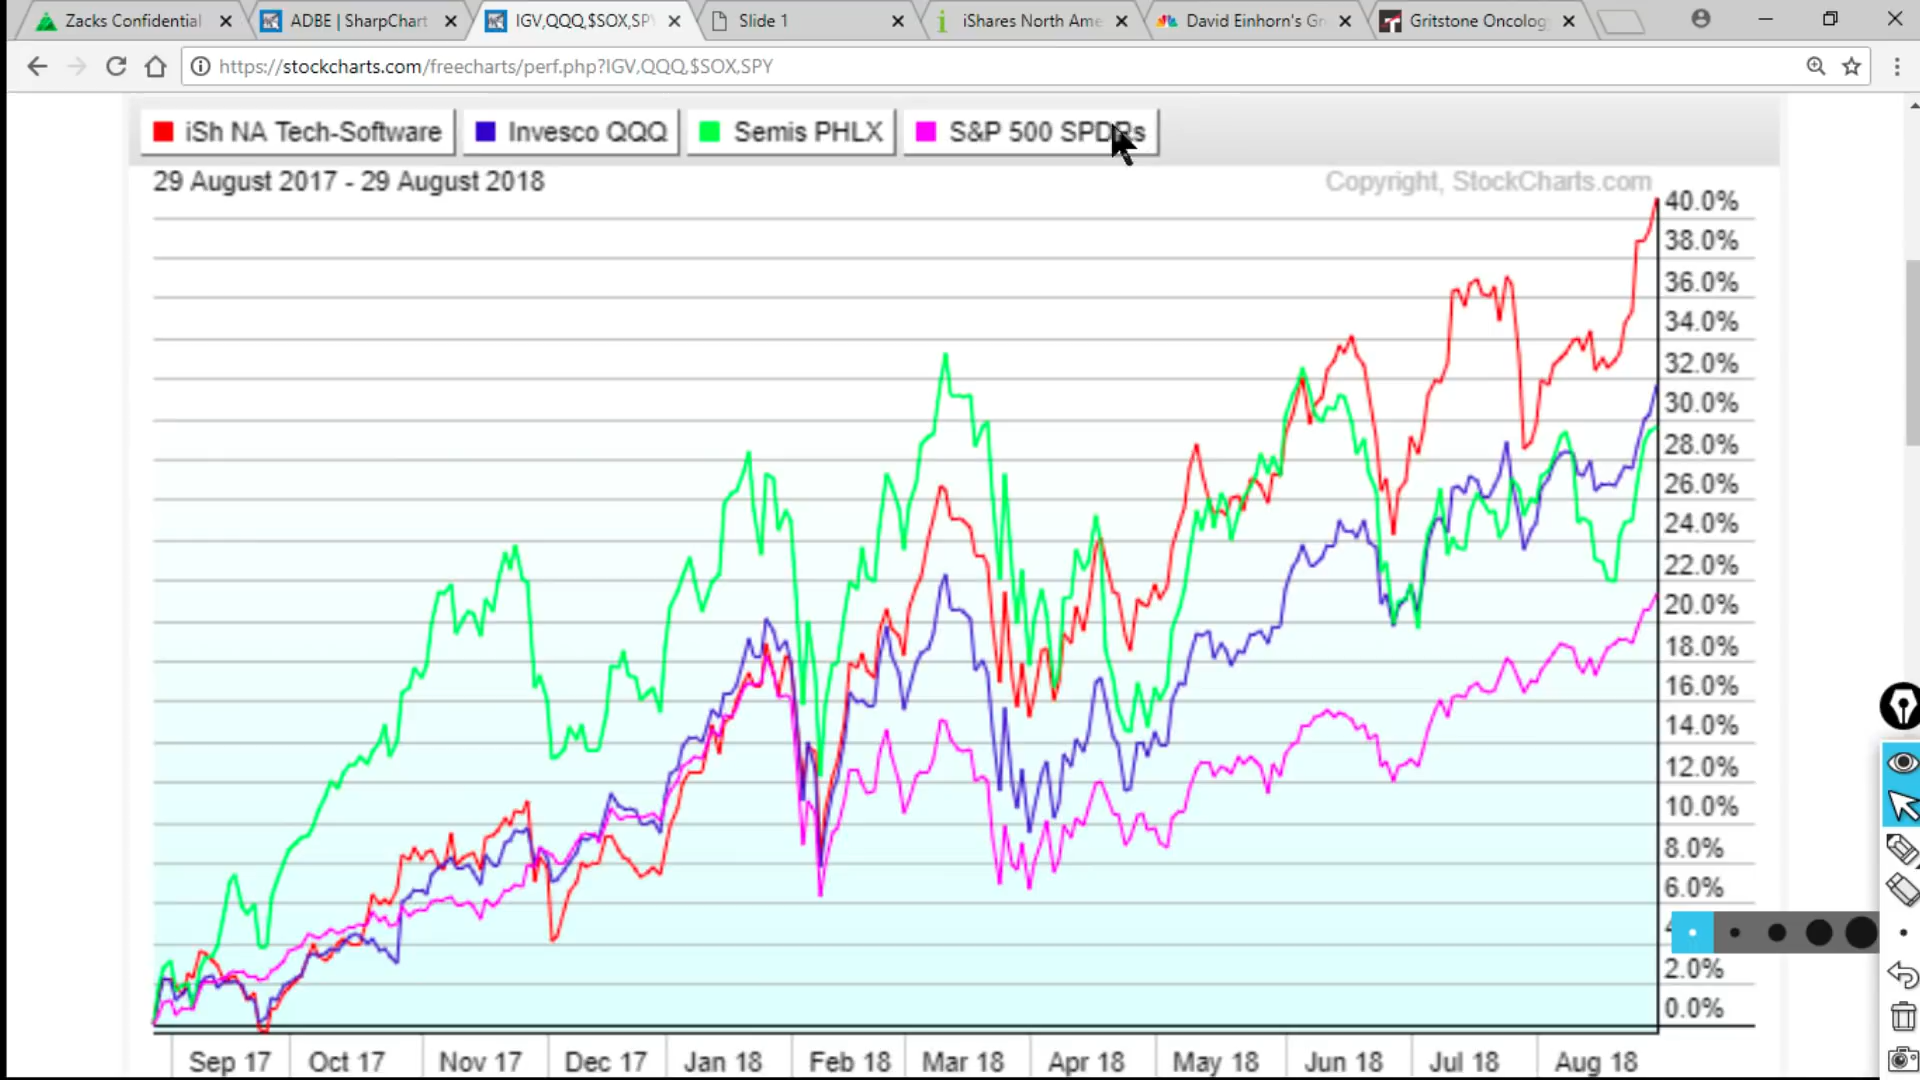 Zacks Confidential
ADBE | SharpChart
IGV,QQQ,$SOX,SP
Slide 1
iShares North Ame
David Einhorn's Gr
Gritstone Oncolog
https://stockcharts.com/freecharts/perf.php?IGV,QQQ,$SOX,SPY
iSh NA Tech-Software
Invesco QQQ
Semis PHLX
S&P 500 SPDRs
29 August 2017 - 29 August 2018
Copyright, StockCharts.com
40.0%
38.0%
36.0%
34.0%
32.0%
30.0%
28.0%
26.0%
24.0%
22.0%
20.0%
18.0%
16.0%
14.0%
12.0%
10.0%
8.0%
6.0%
2.0%
0.0%
Sep 17 Oct 17 Nov 17 Dec 17 Jan 18 Feb 18 Mar 18 Apr 18 May 18 Jun 18 Jul 18 Aug 18